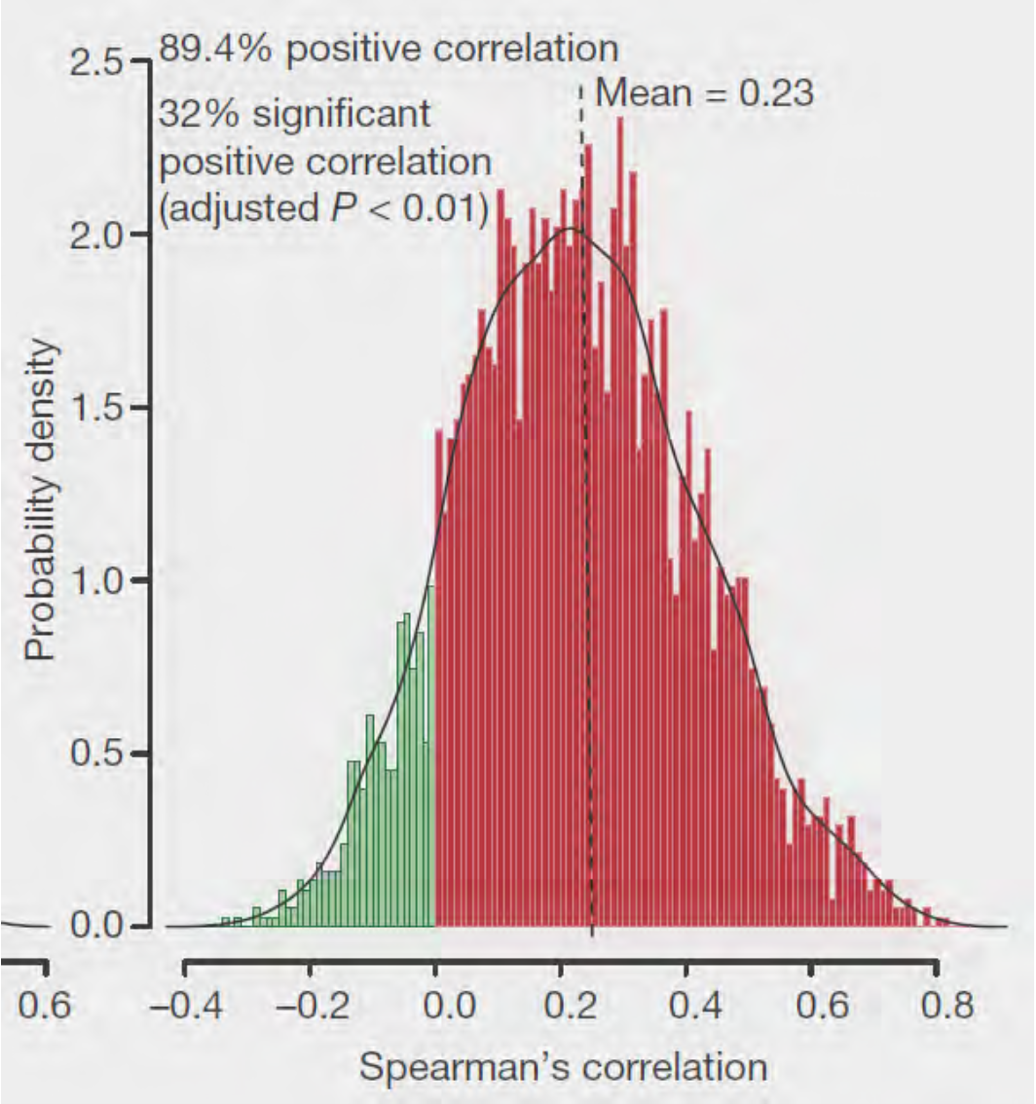 89.4% positive correlation
Mean = 0.23
32% significant
positive correlation
(adjusted P < 0.01)
2.5
2.0
1.5
1.0
0.5
0.0
Probability density
0.6
–0.4 –0.2 0.0 0.2 0.4 0.6 0.8
Spearman's correlation